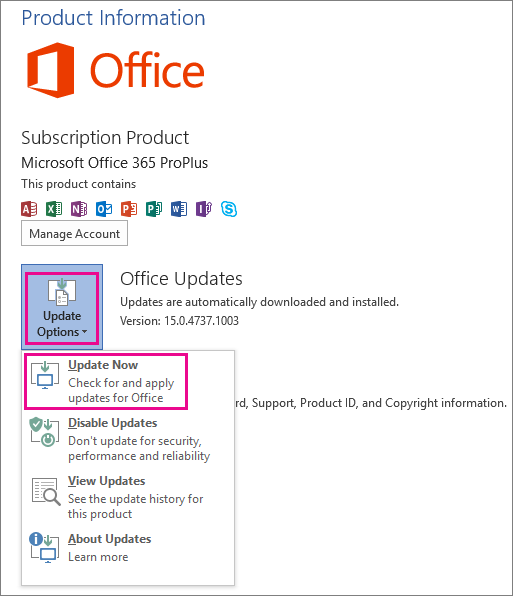 Product Information
Office
Subscription Product
Microsoft Office 365 ProPlus
This product contains
Manage Account
Update
Options
Office Updates
Updates are automatically downloaded and installed.
Version: 15.0.4737.1003
Update Now
Check for and apply
updates for Office
rd, Support, Product ID, and Copyright information.
Disable Updates
Don't update for security,
performance and reliability
View Updates
See the update history for
this product
About Updates
Learn more